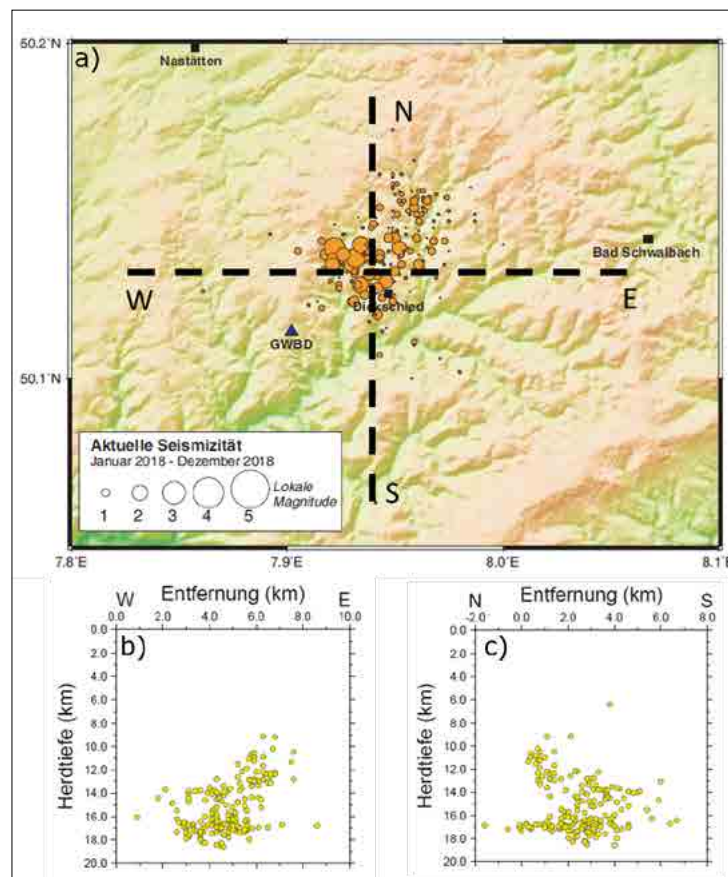 60.2°N
a)
Nastätten
N
Bad Schwalbach
W
E
Dickschied
GWBD
50.1°N
Aktuelle Seismizität
Januar 2018 - Dezember 2018
Lokale
Magnitude
1 2 3 4 5
S
7.8°E 7.9°E 8.0°E 8.1°E
W Entfernung (km) E
0.0 2.0 4.0 6.0 8.0 10.0
b)
Herdtiefe (km)
0.0
2.0
4.0
6.0
8.0
10.0
12.0
14.0
16.0
18.0
20.0
N Entfernung (km) S
-2.0 0.0 2.0 4.0 6.0 8.0
c)
Herdtiefe (km)
0.0
2.0
4.0
6.0
8.0
10.0
12.0
14.0
16.0
18.0
20.0